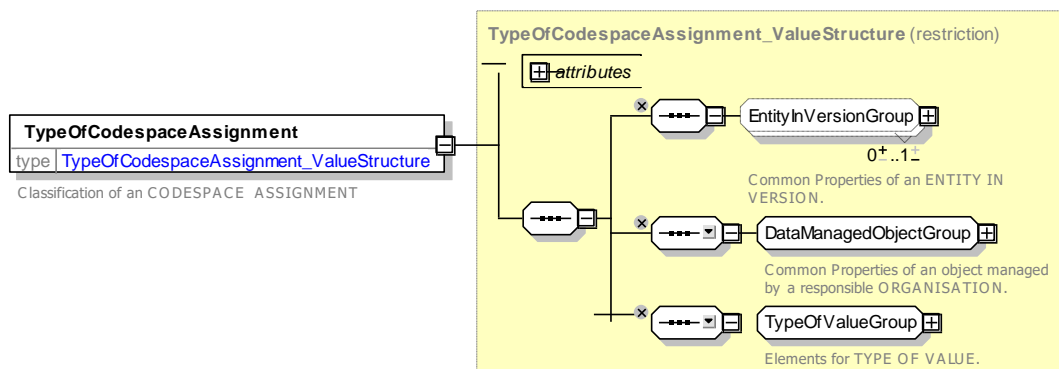 TypeOfCodespaceAssignment_ValueStructure (restriction)
attributes
TypeOfCodespaceAssignment
type TypeOfCodespaceAssignment_ValueStructure
Classification of an CODESPACE ASSIGNMENT
EntityInVersionGroup
0±..1±
Common Properties of an ENTITY IN
VERSION.
DataManagedObjectGroup
Common Properties of an object managed
by a responsible ORGANISATION.
TypeOfValueGroup
Elements for TYPE OF VALUE.